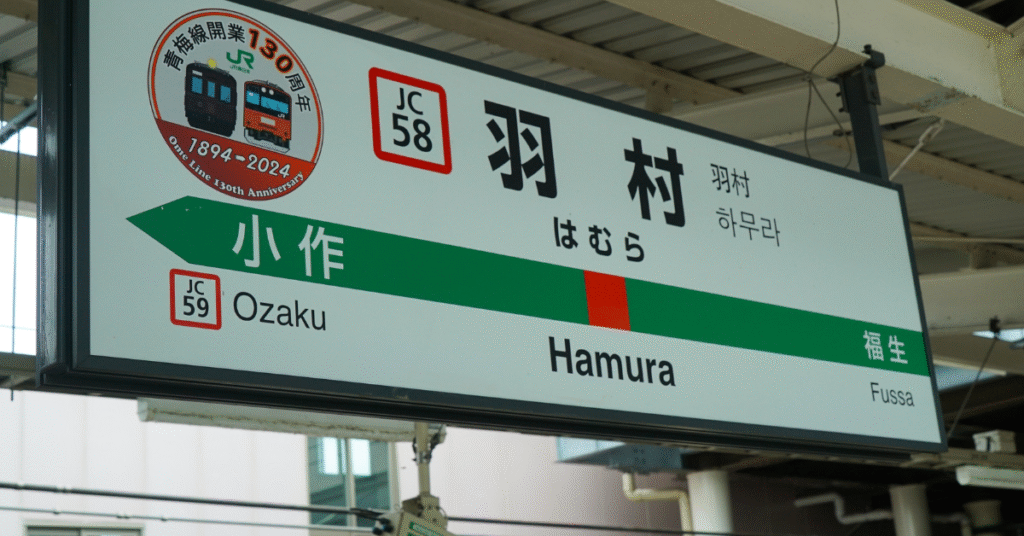 青梅線開業130周年
JR
1894-2024
Ome Line 130th Anniversary
JC
58
羽村
羽村
하무라
はむら
小作
福生
JC
59
Ozaku
Hamura
Fussa